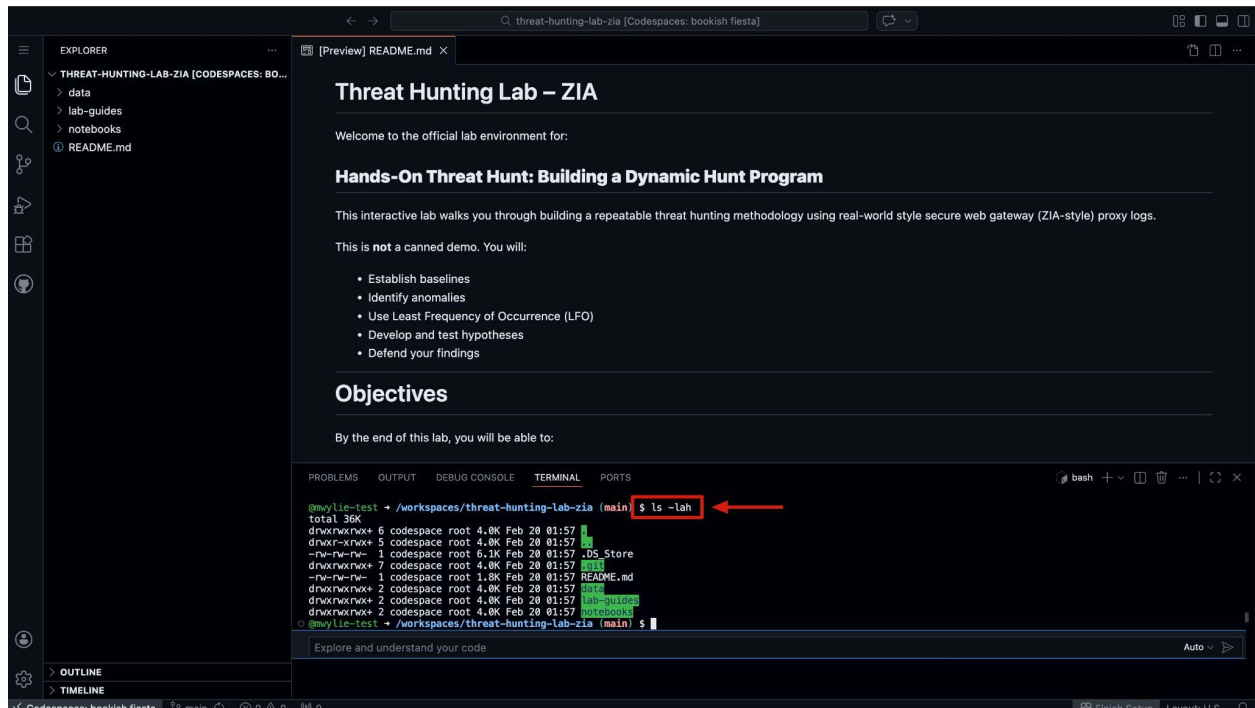 threat-hunting-lab-zia [Codespaces: bookish fiesta]
EXPLORER
THREAT-HUNTING-LAB-ZIA [CODESPACES: BO...
data
lab-guides
notebooks
README.md
OUTLINE
TIMELINE
[Preview] README.md
Threat Hunting Lab – ZIA
Welcome to the official lab environment for:
Hands-On Threat Hunt: Building a Dynamic Hunt Program
This interactive lab walks you through building a repeatable threat hunting methodology using real-world style secure web gateway (ZIA-style) proxy logs.
This is not a canned demo. You will:
• Establish baselines
• Identify anomalies
• Use Least Frequency of Occurrence (LFO)
• Develop and test hypotheses
• Defend your findings
Objectives
By the end of this lab, you will be able to:
PROBLEMS OUTPUT DEBUG CONSOLE TERMINAL PORTS
bash
@mwylie-test → /workspaces/threat-hunting-lab-zia (main) $ ls -lah
total 36K
drwxrwxrwx+ 6 codespace root 4.0K Feb 20 01:57 .
drwxr-xrwx+ 5 codespace root 4.0K Feb 20 01:57 ..
-rw-rw-rw- 1 codespace root 6.1K Feb 20 01:57 .DS_Store
drwxrwxrwx+ 7 codespace root 4.0K Feb 20 01:57 .git
-rw-rw-rw- 1 codespace root 1.8K Feb 20 01:57 README.md
drwxrwxrwx+ 2 codespace root 4.0K Feb 20 01:57 data
drwxrwxrwx+ 2 codespace root 4.0K Feb 20 01:57 lab-guides
drwxrwxrwx+ 2 codespace root 4.0K Feb 20 01:57 notebooks
@mwylie-test → /workspaces/threat-hunting-lab-zia (main) $
Explore and understand your code
Auto
Codespaces: bookish fiesta main 0 0 0 Finish Setup Layout: U.S.